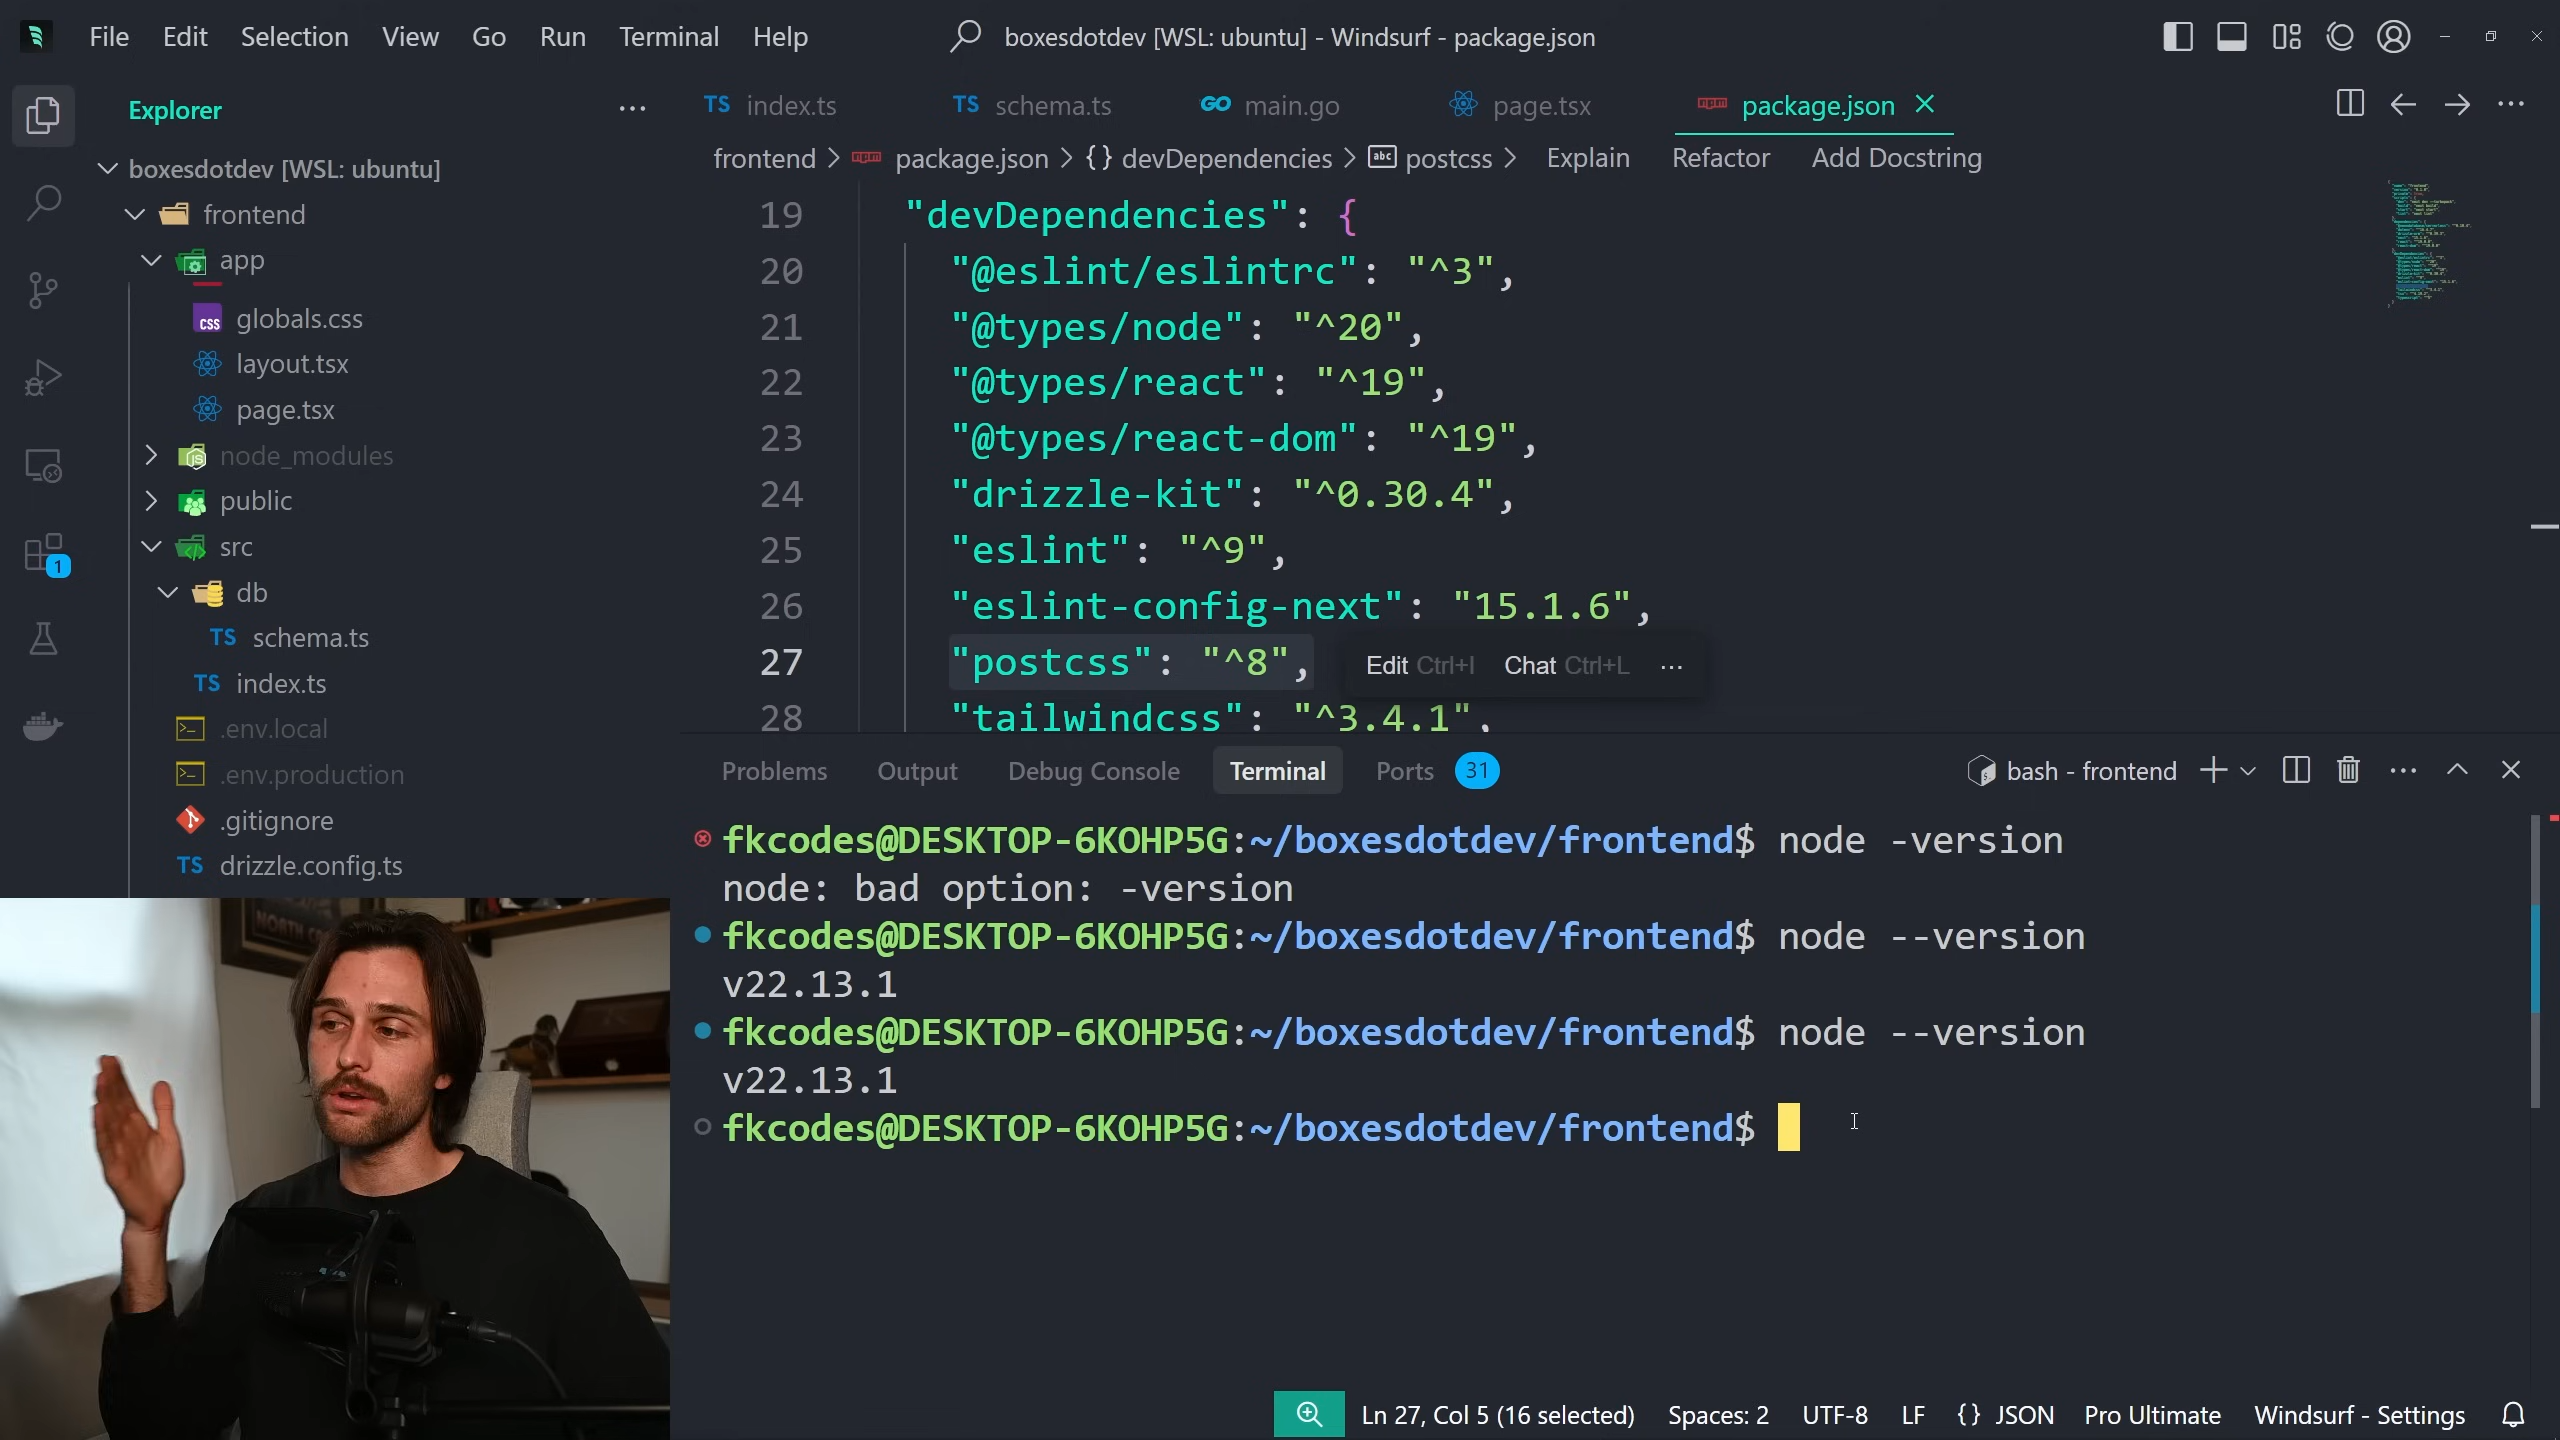 File Edit Selection View Go Run Terminal Help
boxesdotdev [WSL: ubuntu] - Windsurf - package.json
Explorer
boxesdotdev [WSL: ubuntu]
frontend
app
CSS globals.css
layout.tsx
page.tsx
node_modules
public
src
db
TS schema.ts
TS index.ts
.env.local
.env.production
.gitignore
TS drizzle.config.ts
1
TS index.ts TS schema.ts GO main.go page.tsx package.json
frontend > package.json > {} devDependencies > abc postcss > Explain Refactor Add Docstring
19 "devDependencies": {
20 "@eslint/eslintrc": "^3",
21 "@types/node": "^20",
22 "@types/react": "^19",
23 "@types/react-dom": "^19",
24 "drizzle-kit": "^0.30.4",
25 "eslint": "^9",
26 "eslint-config-next": "15.1.6",
27 "postcss": "^8", Edit Ctrl+I Chat Ctrl+L ...
28 "tailwindcss": "^3.4.1",
Problems Output Debug Console Terminal Ports 31 bash - frontend
fkcodes@DESKTOP-6KOHP5G:~/boxesdotdev/frontend$ node -version
node: bad option: -version
fkcodes@DESKTOP-6KOHP5G:~/boxesdotdev/frontend$ node --version
v22.13.1
fkcodes@DESKTOP-6KOHP5G:~/boxesdotdev/frontend$ node --version
v22.13.1
fkcodes@DESKTOP-6KOHP5G:~/boxesdotdev/frontend$
Ln 27, Col 5 (16 selected) Spaces: 2 UTF-8 LF {} JSON Pro Ultimate Windsurf - Settings